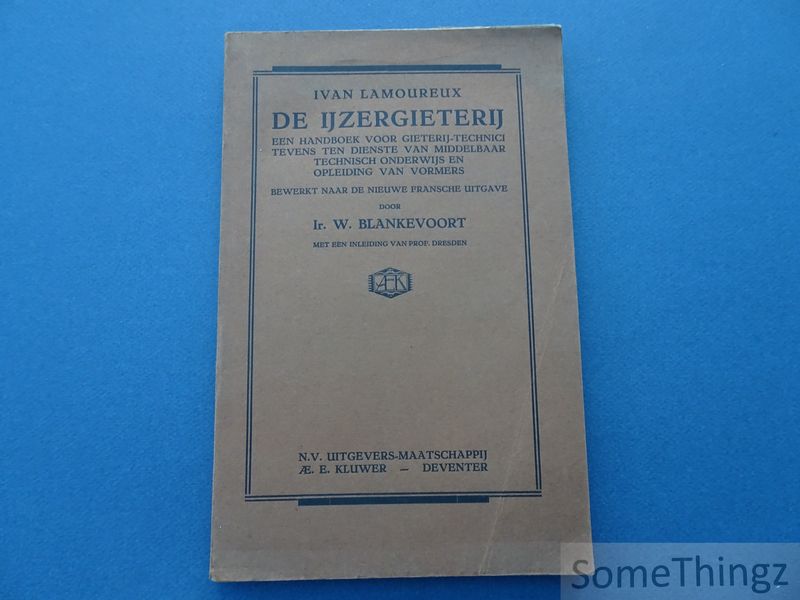 IVAN LAMOUREUX
DE IJZERGIETERIJ
EEN HANDBOEK VOOR GIETERIJ-TECHNICI
TEVENS TEN DIENSTE VAN MIDDELBAAR
TECHNISCH ONDERWIJS EN
OPLEIDING VAN VORMERS
BEWERKT NAAR DE NIEUWE FRANSCHE UITGAVE
DOOR
Ir. W. BLANKEVOORT
MET EEN INLEIDING VAN PROF. DRESDEN
ÆK
N.V. UITGEVERS-MAATSCHAPPIJ
Æ. E. KLUWER — DEVENTER
SomeThingz